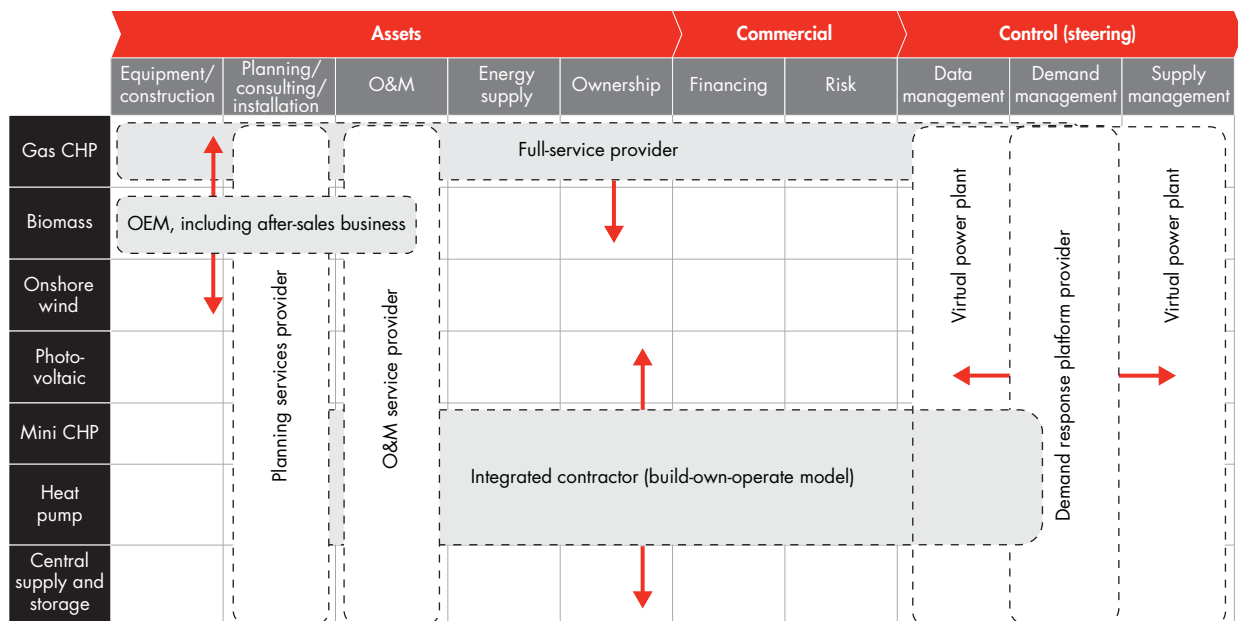 Assets
Commercial
Control (steering)
Equipment/
construction
Planning/
consulting/
installation
O&M
Energy
supply
Ownership
Financing
Risk
Data
management
Demand
management
Supply
management
Gas CHP
Full-service provider
Biomass
OEM, including after-sales business
Onshore
wind
Photo-
voltaic
Mini CHP
Heat
pump
Central
supply and
storage
Planning services provider
O&M service provider
Integrated contractor (build-own-operate model)
Virtual power plant
Demand response platform provider
Virtual power plant